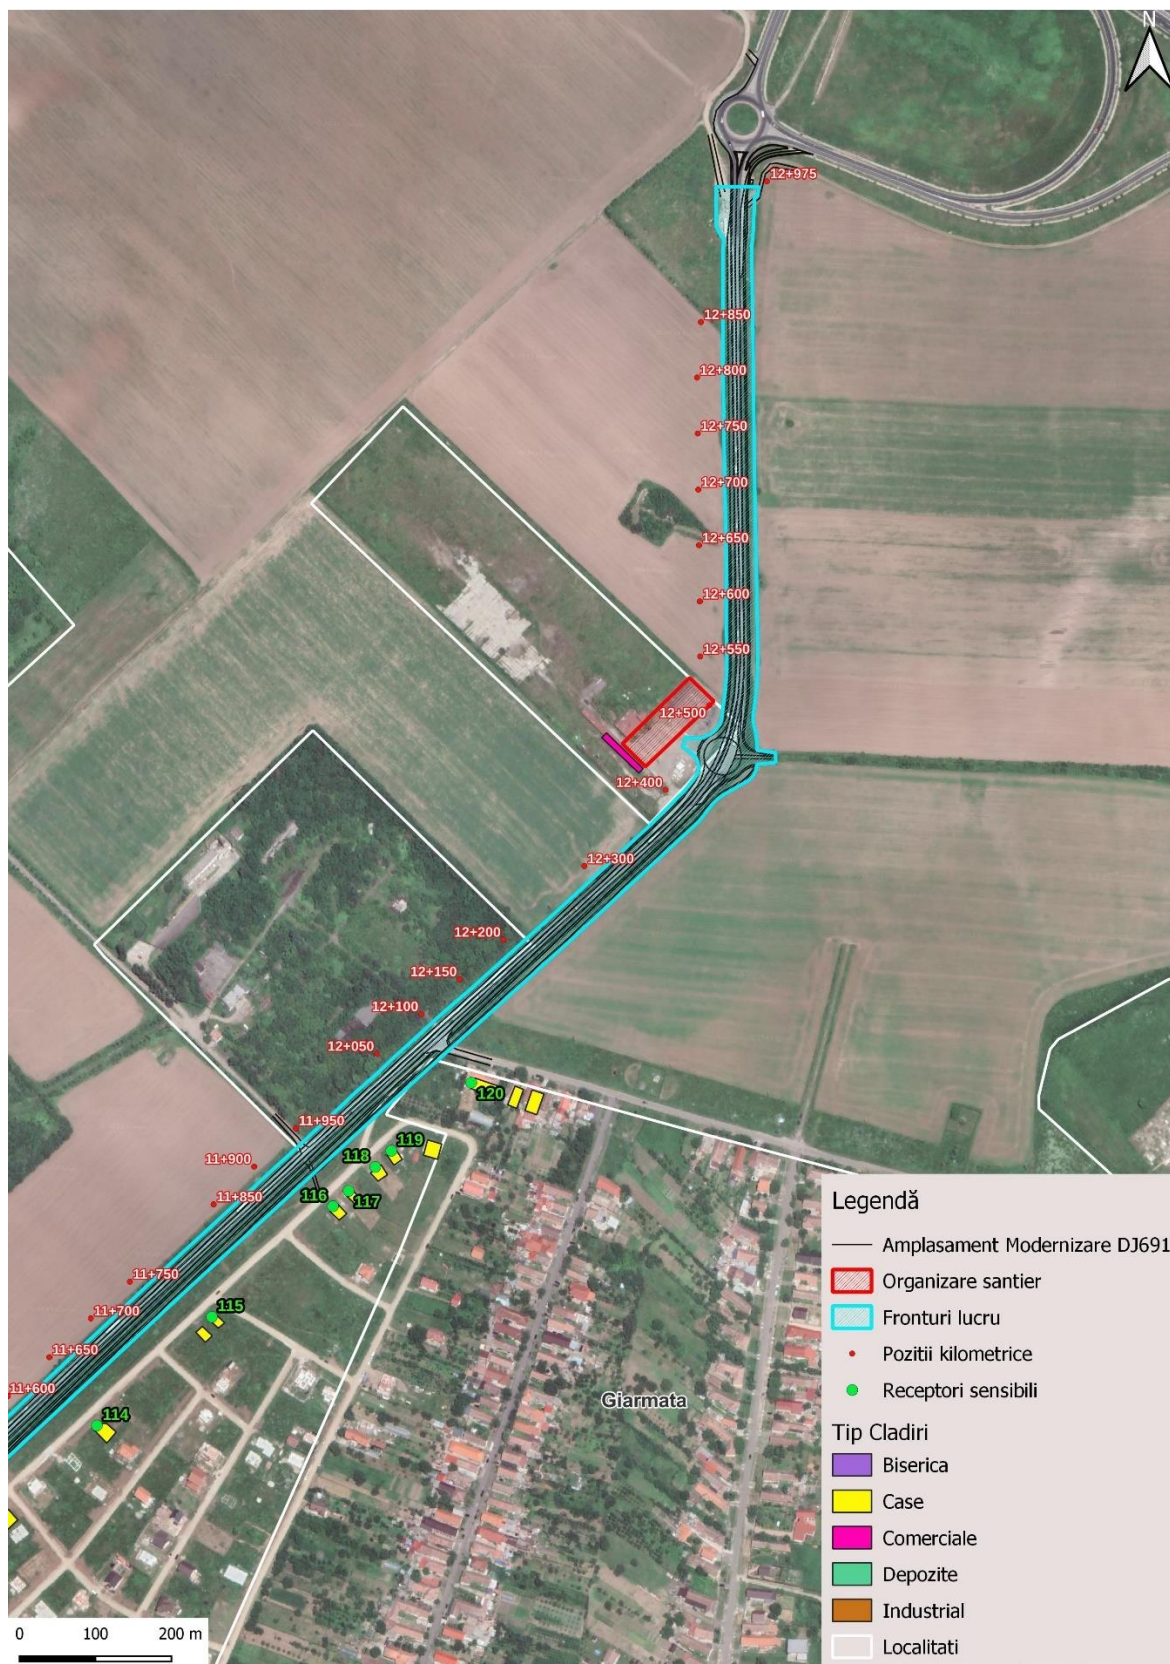 N
12+975
12+850
12+800
12+750
12+700
12+650
12+600
12+550
12+500
12+400
12+300
12+200
12+150
12+100
12+050
120
11+950
119
118
11+900
117
116
11+850
11+750
115
11+700
11+650
11+600
114
Giarmata
Legendă
Amplasament Modernizare DJ691
Organizare santier
Fronturi lucru
Pozitii kilometrice
Receptori sensibili
Tip Cladiri
Biserica
Case
Comerciale
Depozite
Industrial
Localitati
0 100 200 m